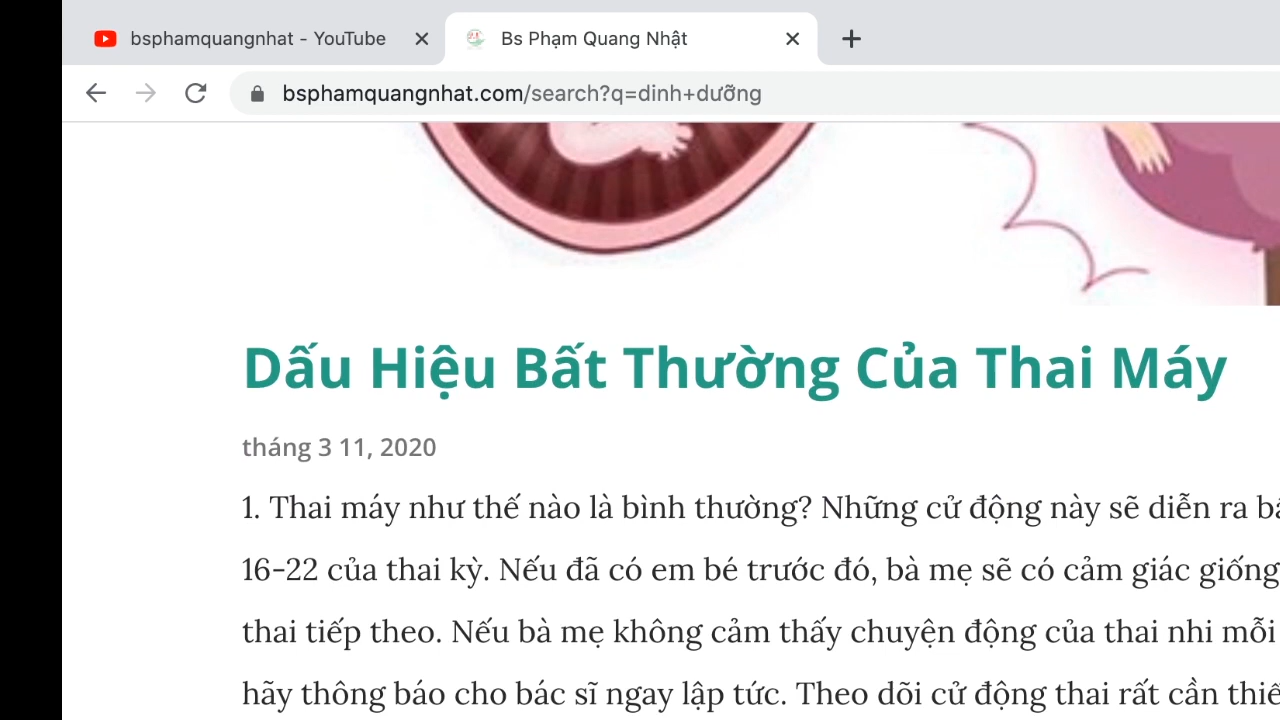 bsphamquangnhat - YouTube
Bs Phạm Quang Nhật
bsphamquangnhat.com/search?q=dinh+dưỡng
Dấu Hiệu Bất Thường Của Thai Máy
tháng 3 11, 2020
1. Thai máy như thế nào là bình thường? Những cử động này sẽ diễn ra
16-22 của thai kỳ. Nếu đã có em bé trước đó, bà mẹ sẽ có cảm giác giống
thai tiếp theo. Nếu bà mẹ không cảm thấy chuyện động của thai nhi mỗi
hãy thông báo cho bác sĩ ngay lập tức. Theo dõi cử động thai rất cần